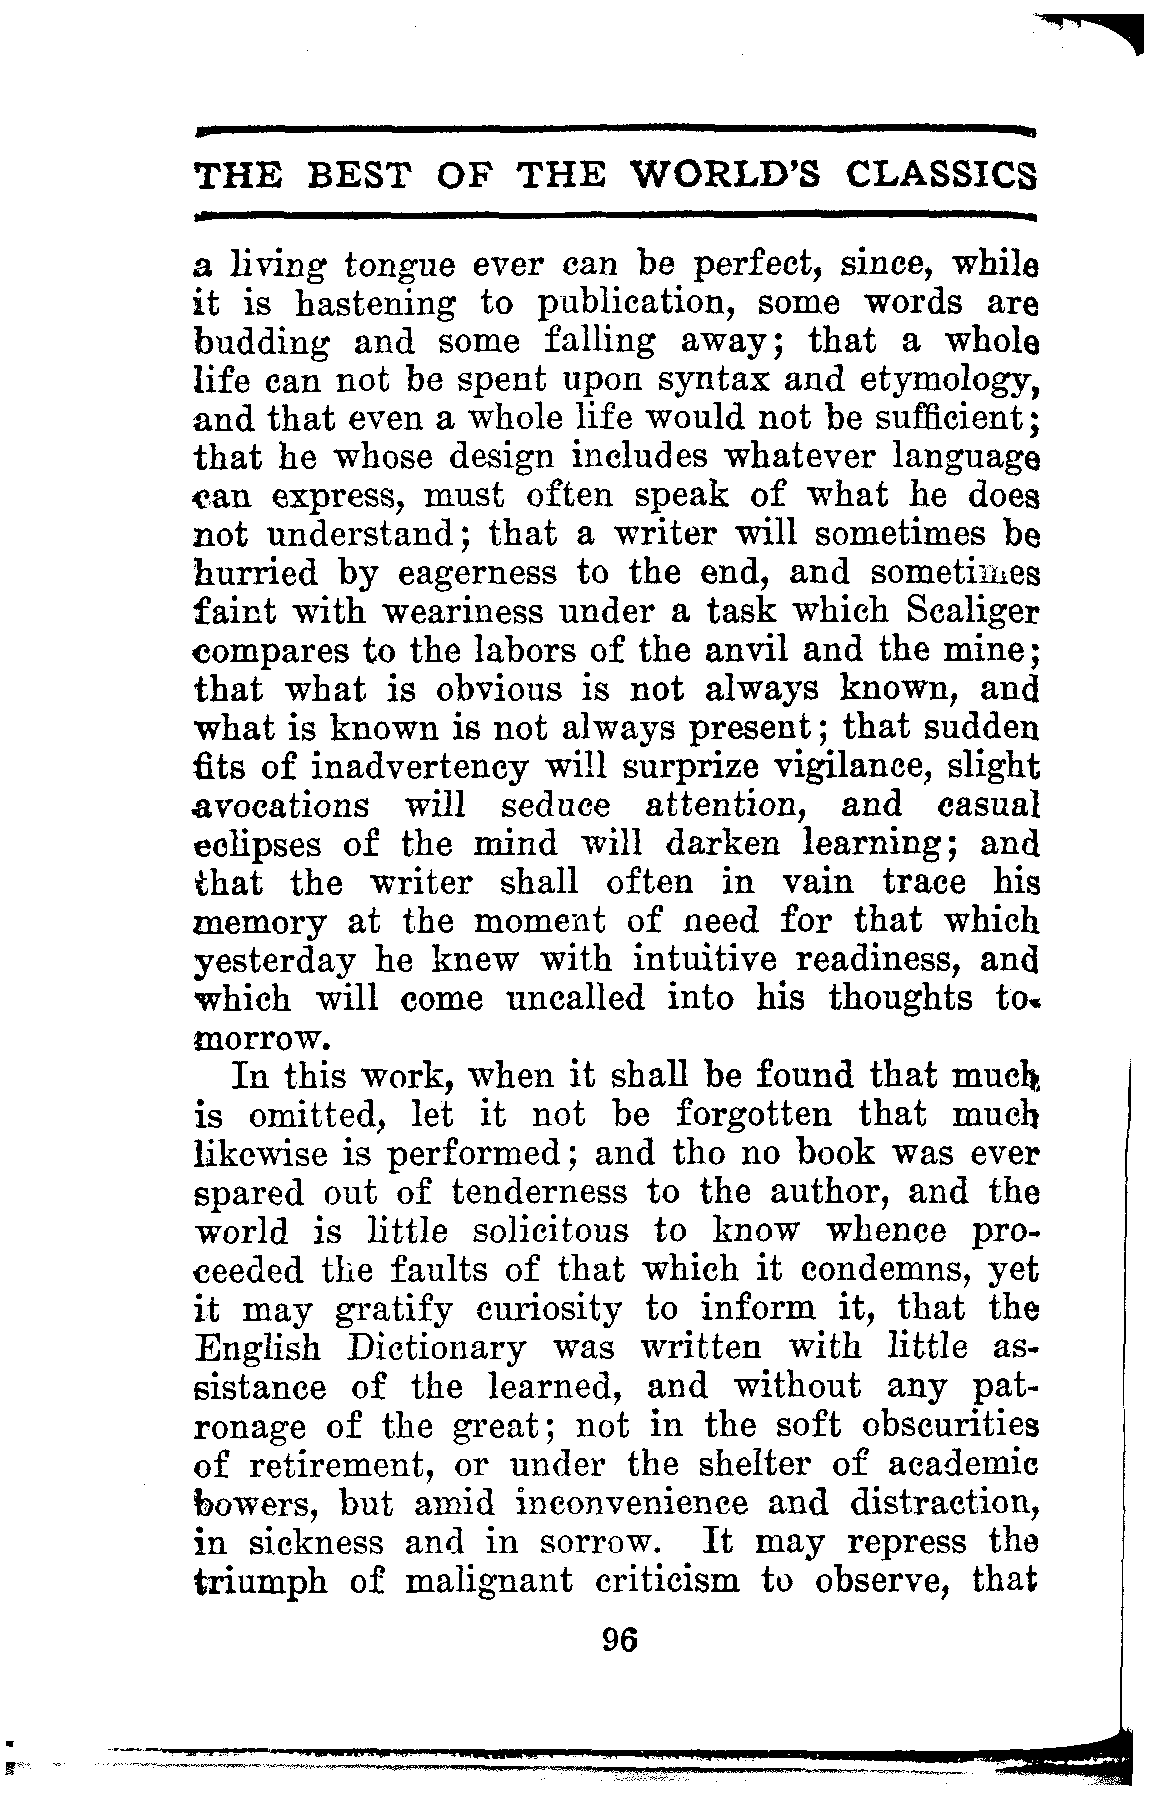 THE BEST OF THE WORLD'S CLASSICS
a living tongue ever can be perfect, since, while
it is hastening to publication, some words are
budding and some falling away; that a whole
life can not be spent upon syntax and etymology,
and that even a whole life would not be sufficient;
that he whose design includes whatever language
can express, must often speak of what he does
not understand; that a writer will sometimes be
hurried by eagerness to the end, and sometimes
faint with weariness under a task which Scaliger
compares to the labors of the anvil and the mine;
that what is obvious is not always known, and
what is known is not always present; that sudden
fits of inadvertency will surprize vigilance, slight
avocations will seduce attention, and casual
eclipses of the mind will darken learning; and
that the writer shall often in vain trace his
memory at the moment of need for that which
yesterday he knew with intuitive readiness, and
which will come uncalled into his thoughts to-
morrow.
In this work, when it shall be found that much
is omitted, let it not be forgotten that much
likewise is performed; and tho no book was ever
spared out of tenderness to the author, and the
world is little solicitous to know whence pro-
ceeded the faults of that which it condemns, yet
it may gratify curiosity to inform it, that the
English Dictionary was written with little as-
sistance of the learned, and without any pat-
ronage of the great; not in the soft obscurities
of retirement, or under the shelter of academic
bowers, but amid inconvenience and distraction,
in sickness and in sorrow. It may repress the
triumph of malignant criticism to observe, that
96